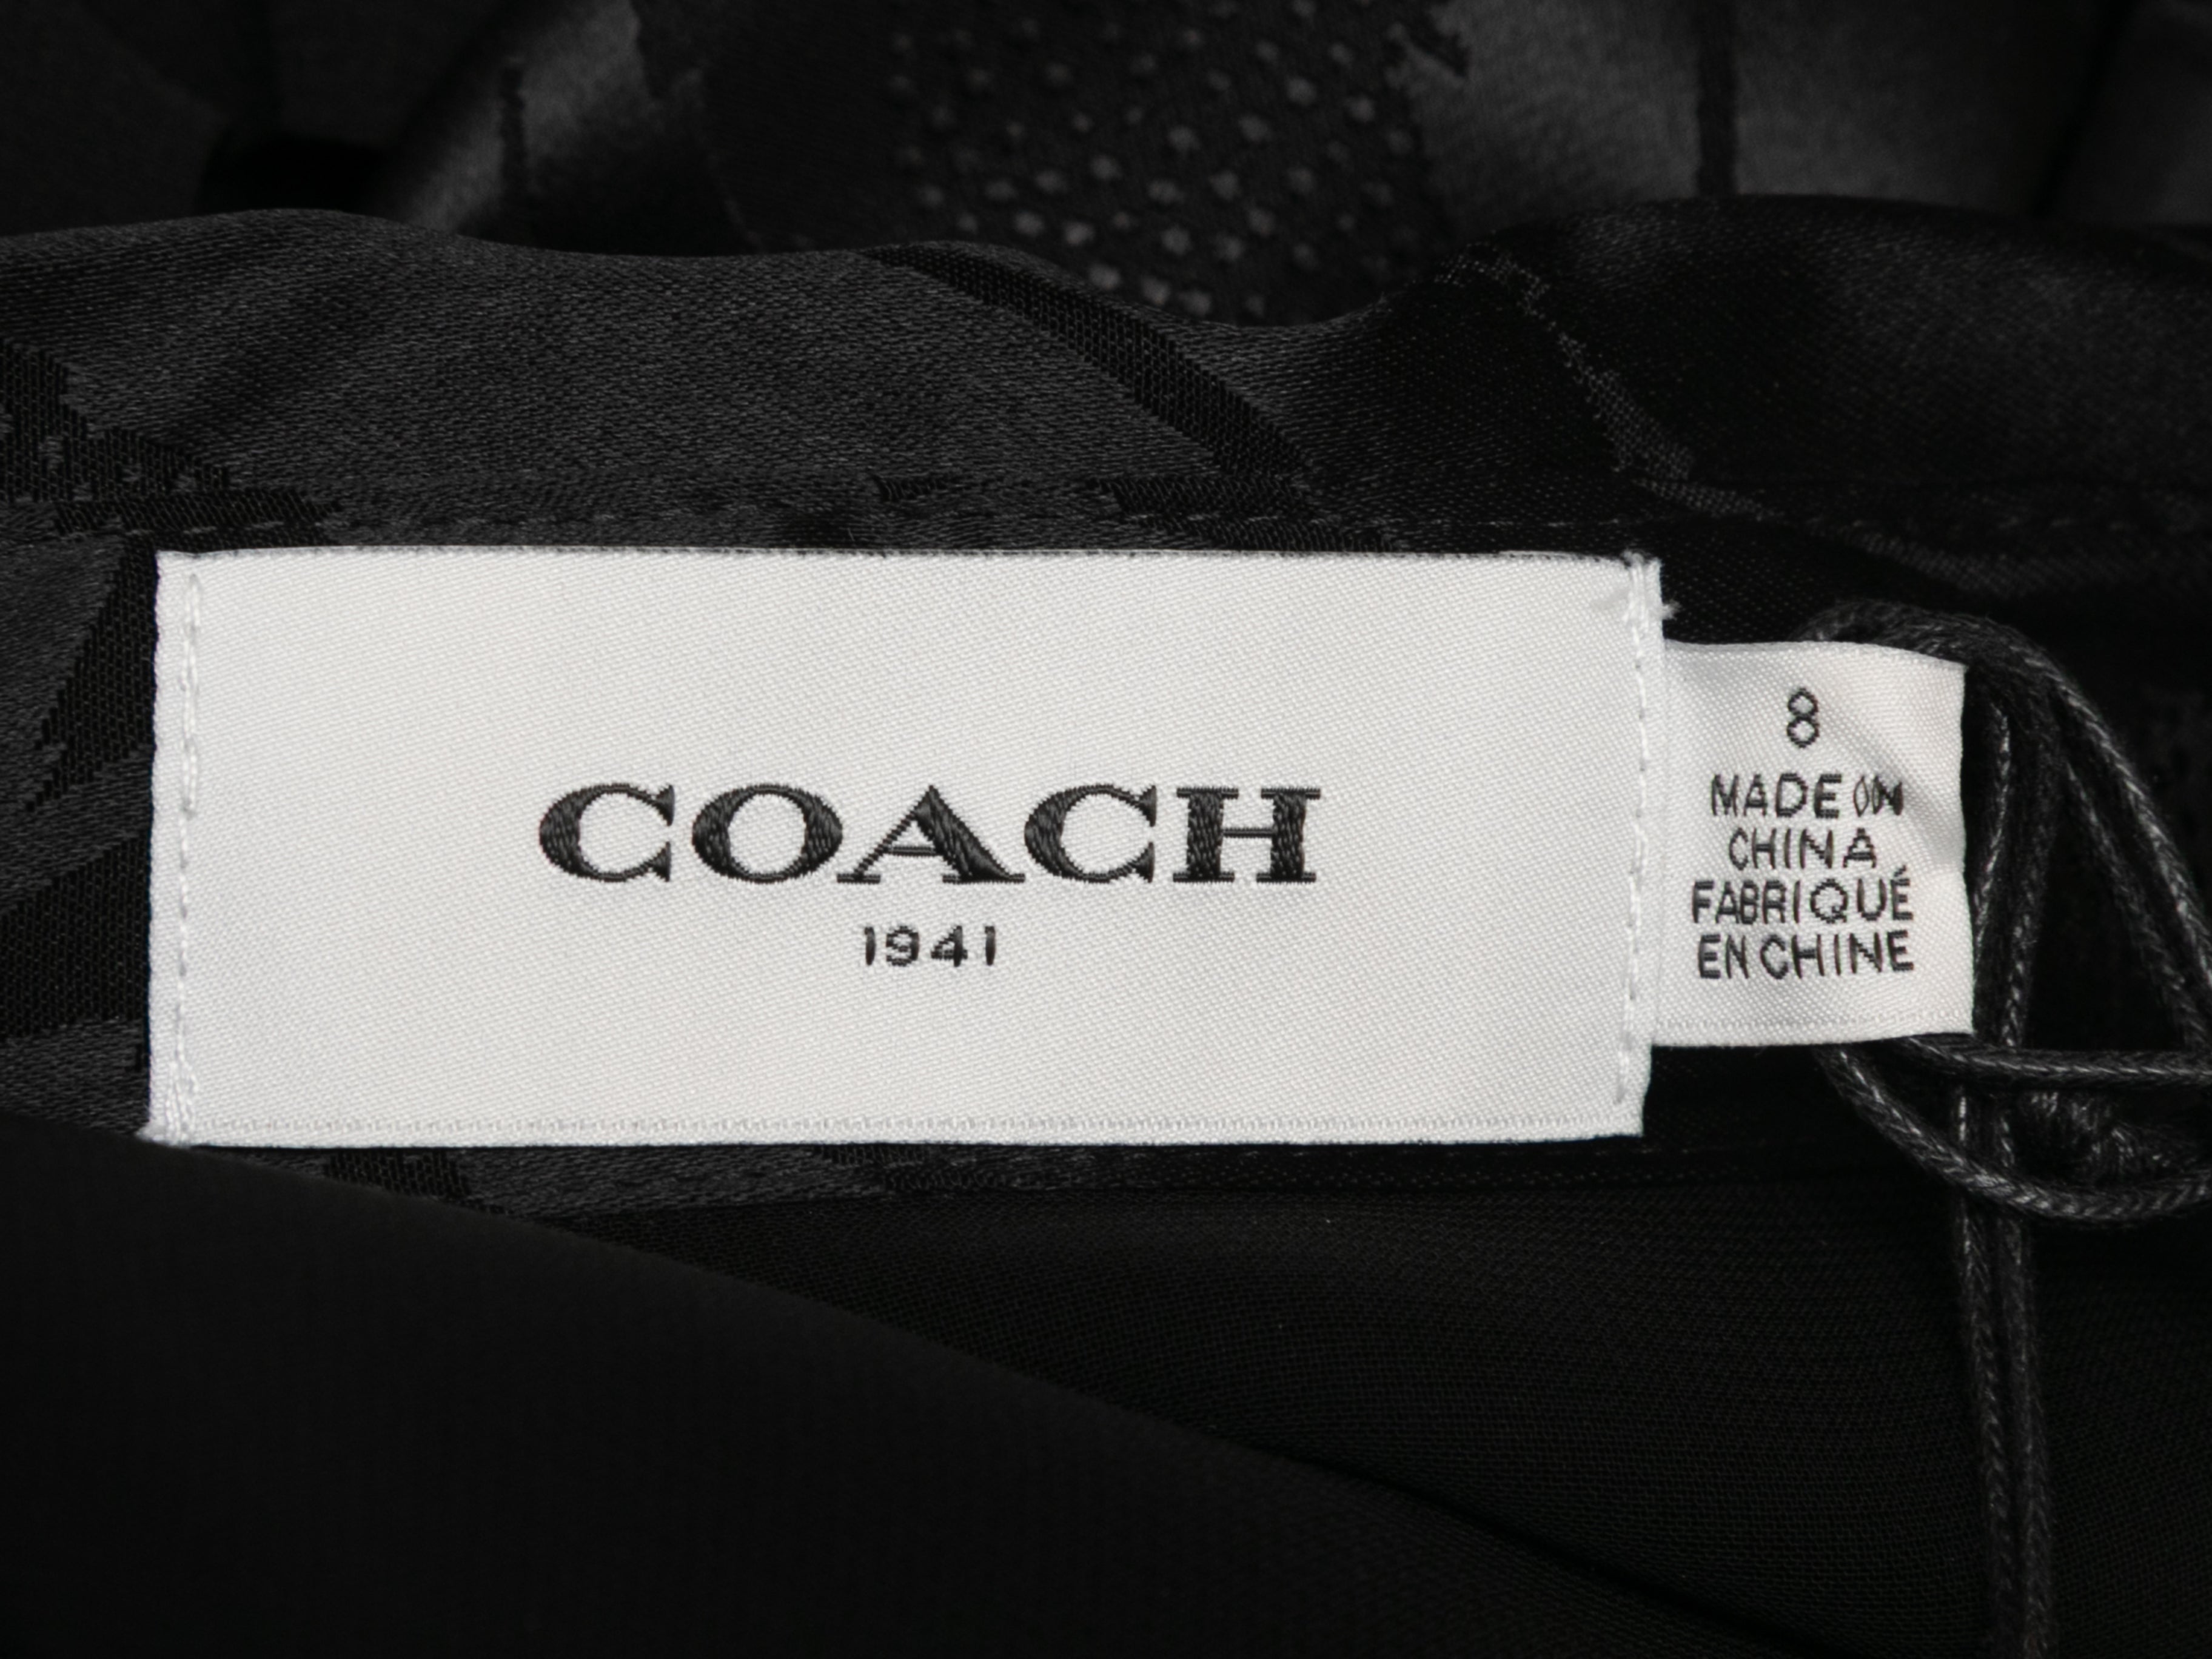 COACH
1941
8
MADE IN
CHINA
FABRIQUÉ
EN CHINE